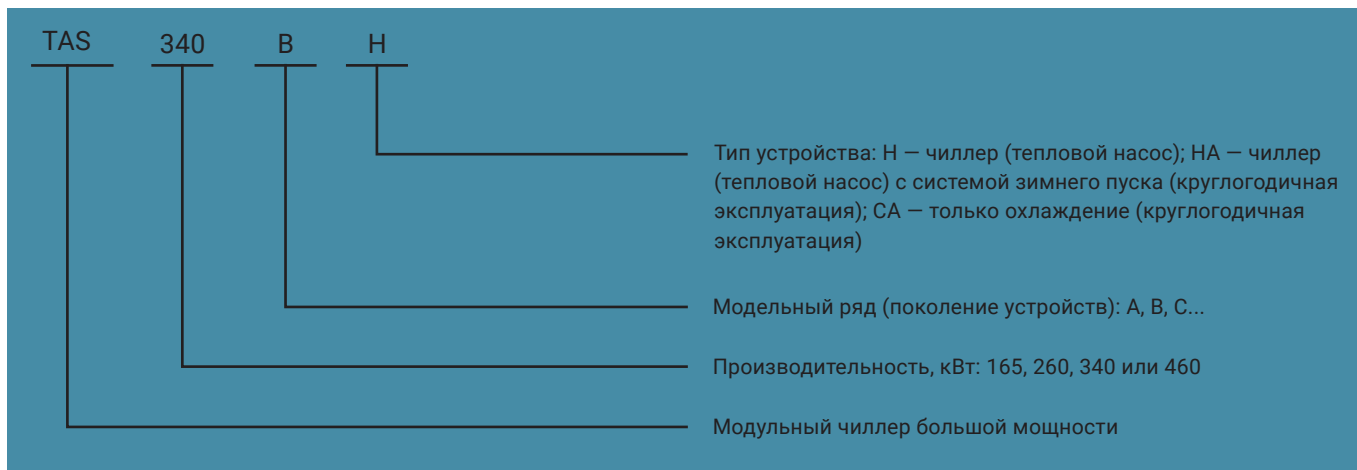 TAS 340 B H
Тип устройства: H — чиллер (тепловой насос); HA — чиллер
(тепловой насос) с системой зимнего пуска (круглогодичная
эксплуатация); CA — только охлаждение (круглогодичная
эксплуатация)
Модельный ряд (поколение устройств): A, B, C...
Производительность, кВт: 165, 260, 340 или 460
Модульный чиллер большой мощности